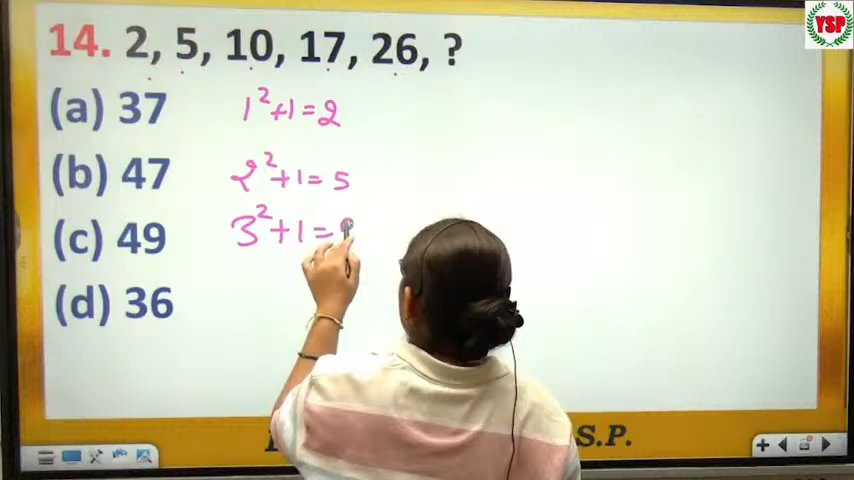 YSP
14. 2, 5, 10, 17, 26, ?
(a) 37
1²+1=2
(b) 47
2²+1=5
(c) 49
3²+1=
(d) 36
S.P.